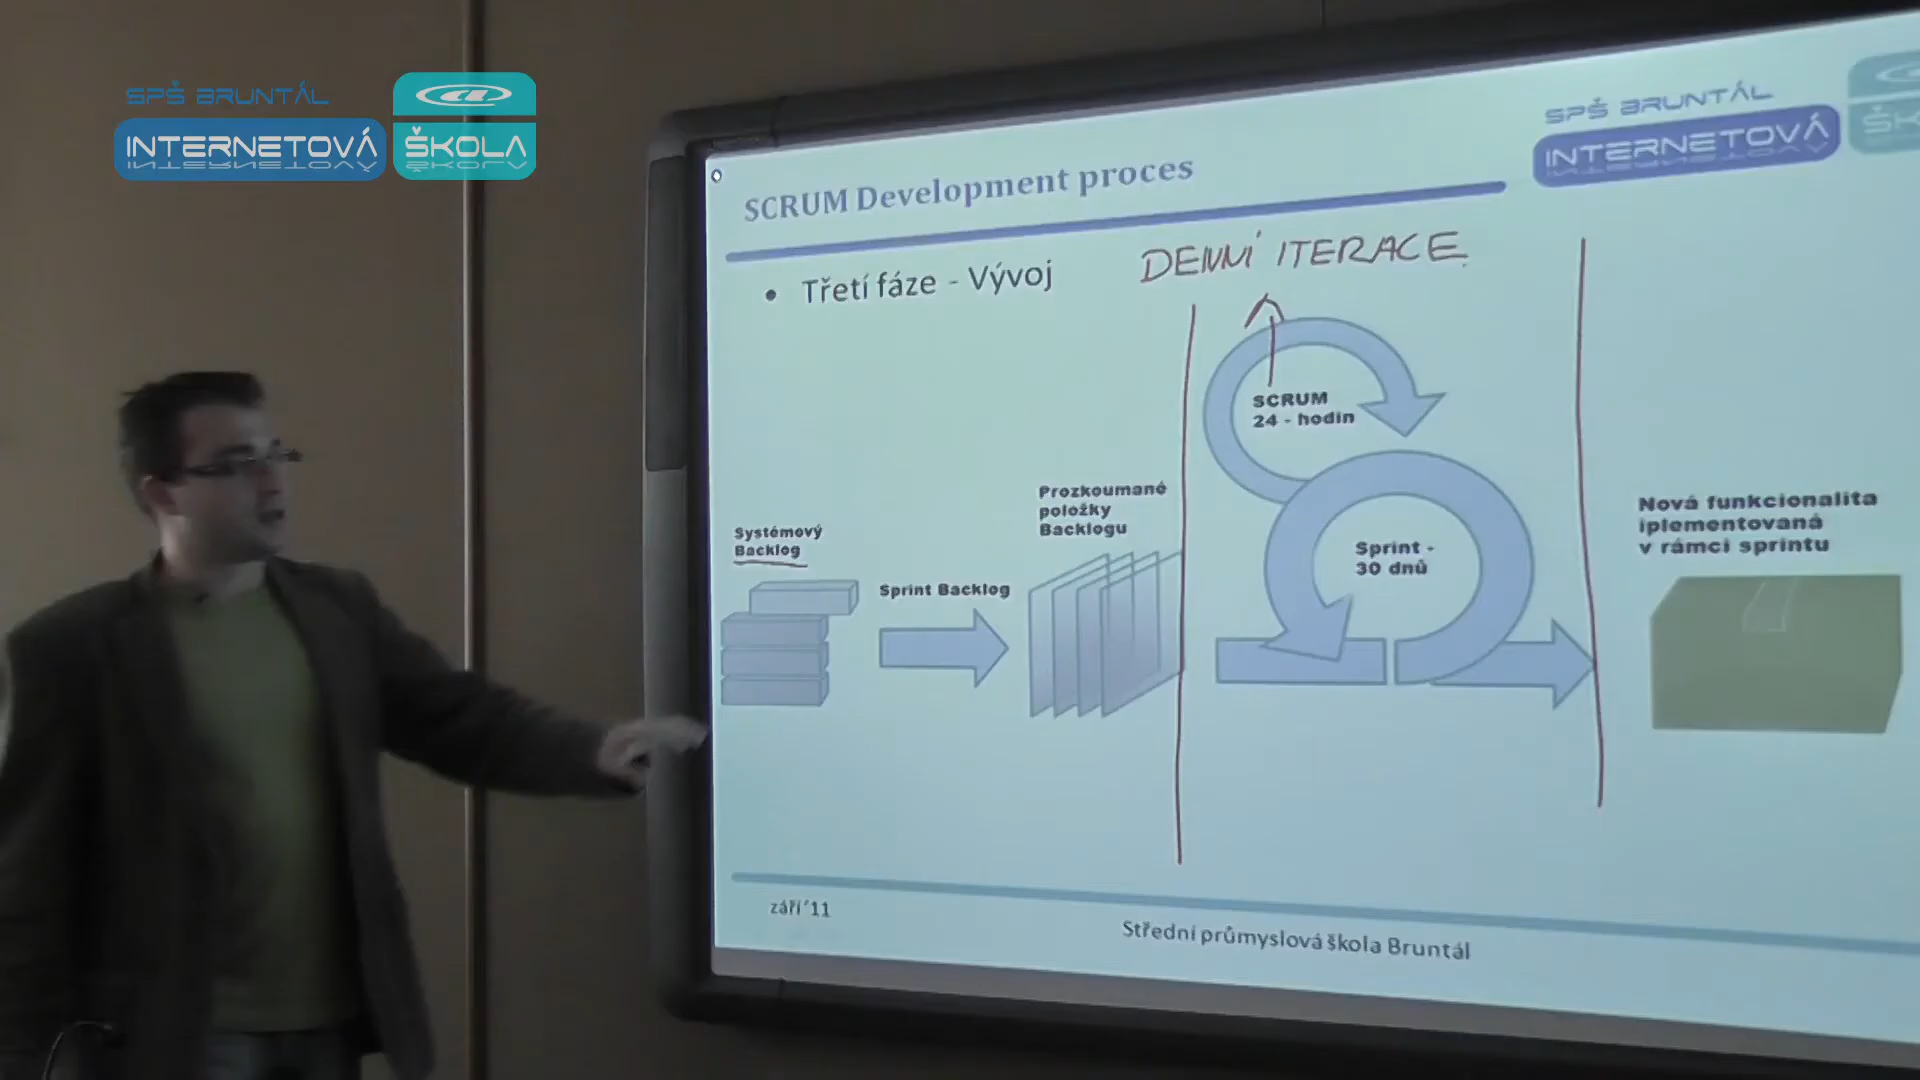 SPŠ BRUNTÁL
INTERNETOVÁ ŠKOLA
SPŠ BRUNTÁL
INTERNETOVÁ ŠK
SCRUM Development proces
• Třetí fáze - Vývoj
DENNÍ ITERACE
SCRUM
24 - hodin
Prozkoumané
položky
Backlogu
Systémový
Backlog
Sprint Backlog
Sprint -
30 dnů
Nová funkcionalita
iplementovaná
v rámci sprintu
září ´11
Střední průmyslová škola Bruntál